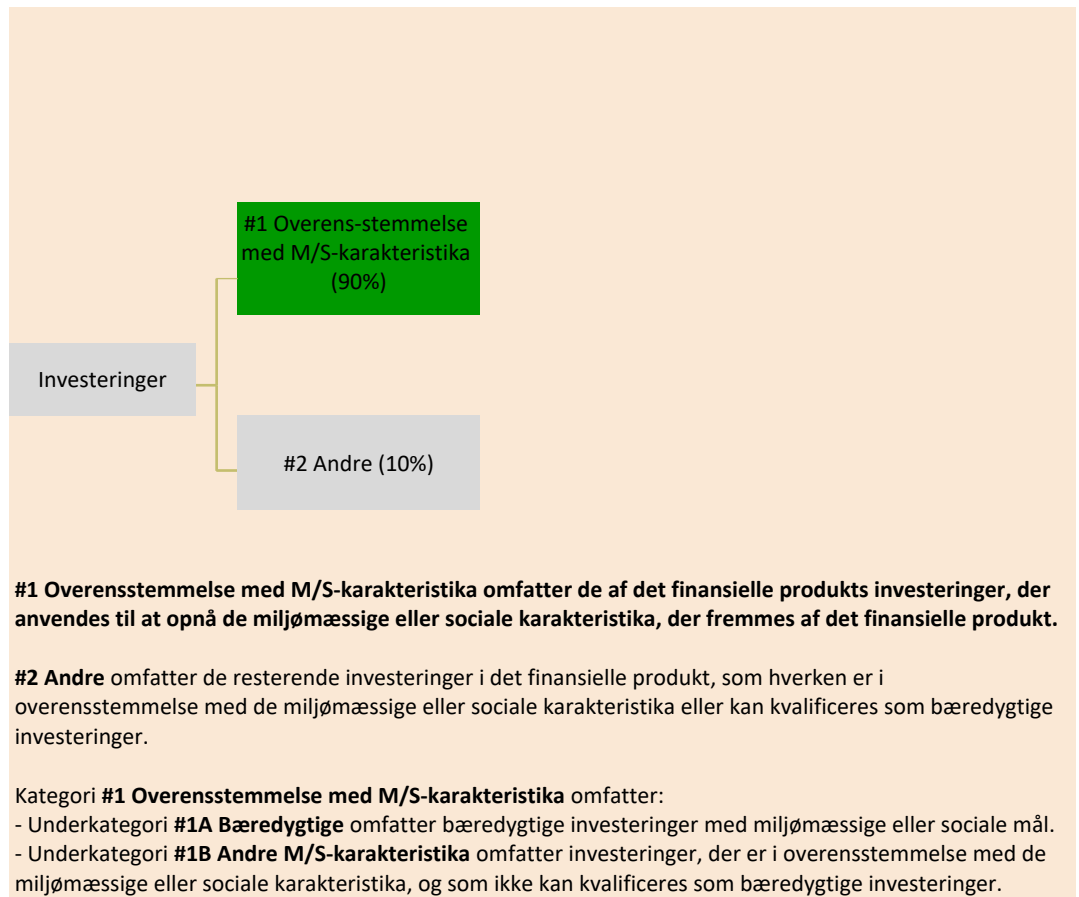 #1 Overens-stemmelse
med M/S-karakteristika
(90%)
Investeringer
#2 Andre (10%)
#1 Overensstemmelse med M/S-karakteristika omfatter de af det finansielle produkts investeringer, der
anvendes til at opnå de miljømæssige eller sociale karakteristika, der fremmes af det finansielle produkt.
#2 Andre omfatter de resterende investeringer i det finansielle produkt, som hverken er i
overensstemmelse med de miljømæssige eller sociale karakteristika eller kan kvalificeres som bæredygtige
investeringer.
Kategori #1 Overensstemmelse med M/S-karakteristika omfatter:
- Underkategori #1A Bæredygtige omfatter bæredygtige investeringer med miljømæssige eller sociale mål.
- Underkategori #1B Andre M/S-karakteristika omfatter investeringer, der er i overensstemmelse med de
miljømæssige eller sociale karakteristika, og som ikke kan kvalificeres som bæredygtige investeringer.